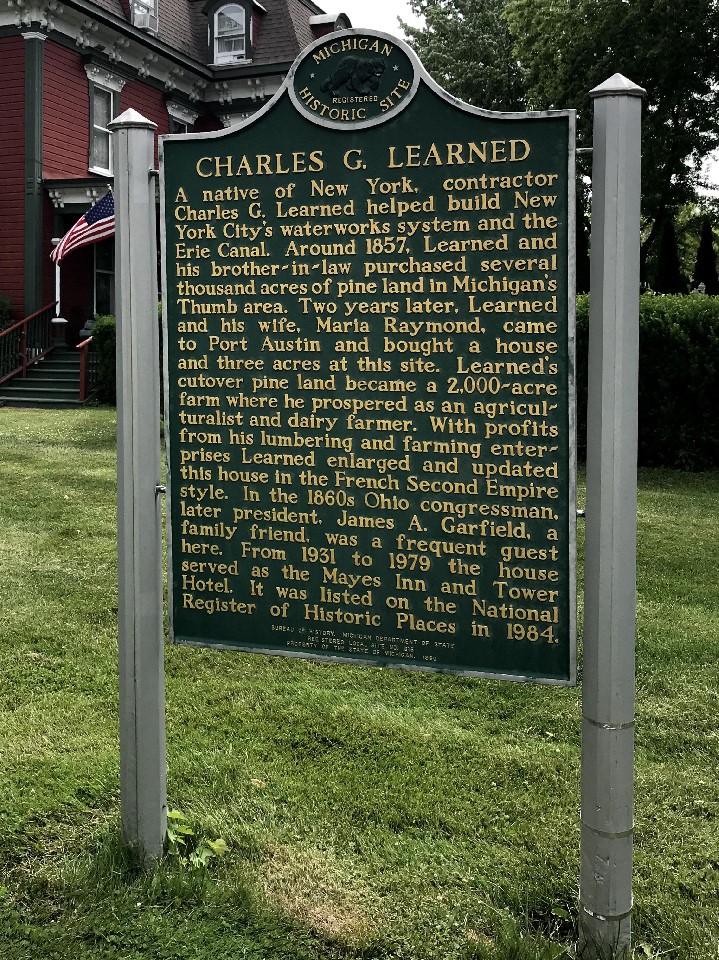 MICHIGAN
REGISTERED
HISTORIC SITE
CHARLES G. LEARNED
A native of New York, contractor
Charles G. Learned helped build New
York City's waterworks system and the
Erie Canal. Around 1857, Learned and
his brother-in-law purchased several
thousand acres of pine land in Michigan's
Thumb area. Two years later, Learned
and his wife, Maria Raymond, came
to Port Austin and bought a house
and three acres at this site. Learned's
cutover pine land became a 2,000-acre
farm where he prospered as an agricul-
turalist and dairy farmer. With profits
from his lumbering and farming enter-
prises Learned enlarged and updated
this house in the French Second Empire
style. In the 1860s Ohio congressman,
later president, James A. Garfield, a
family friend, was a frequent guest
here. From 1931 to 1979 the house
served as the Mayes Inn and Tower
Hotel. It was listed on the National
Register of Historic Places in 1984.
BUREAU OF HISTORY, MICHIGAN DEPARTMENT OF STATE
REGISTERED LOCAL SITE NO.
PROPERTY OF THE STATE OF MICHIGAN,